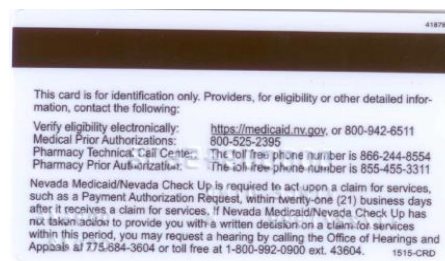 41878
This card is for identification only. Providers, for eligibility or other detailed infor-
mation, contact the following:
Verify eligibility electronically: https://medicaid.nv.gov, or 800-942-6511
Medical Prior Authorizations: 800-525-2395
Pharmacy Technical Call Center: The toll free phone number is 866-244-8554
Pharmacy Prior Authorization: The toll free phone number is 855-455-3311
Nevada Medicaid/Nevada Check Up is required to act upon a claim for services,
such as a Payment Authorization Request, within twenty-one (21) business days
after it receives a claim for services. If Nevada Medicaid/Nevada Check Up has
not taken action to provide you with a written decision on a claim for services
within this period, you may request a hearing by calling the Office of Hearings and
Appeals at 775-684-3604 or toll free at 1-800-992-0900 ext. 43604.
1515-CRD